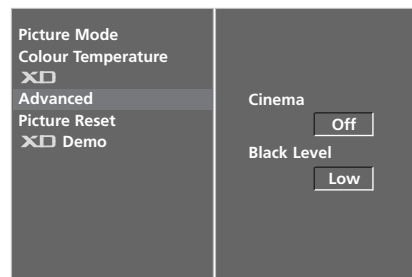 Picture Mode
Colour Temperature
XD
Advanced
Picture Reset
XD Demo
Cinema
Off
Black Level
Low